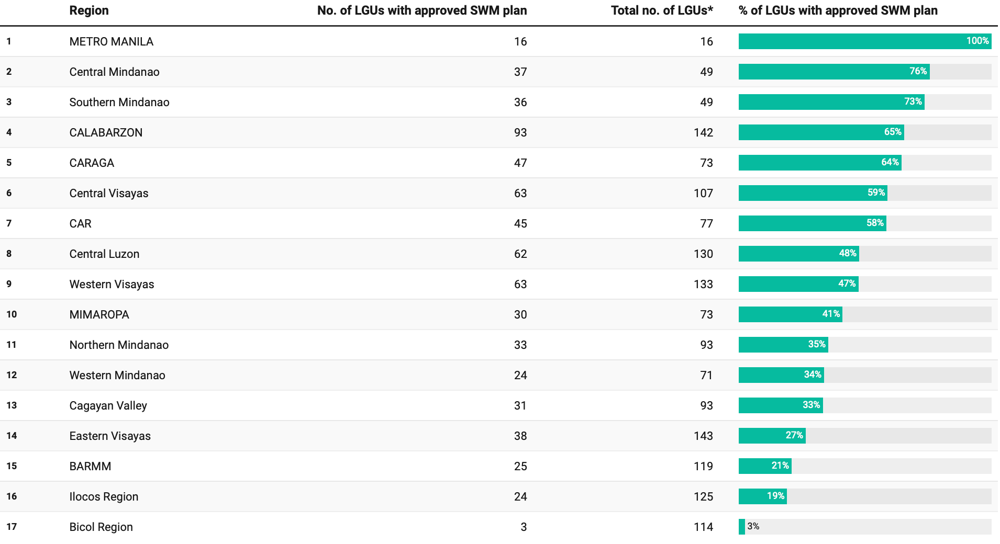 Region No. of LGUs with approved SWM plan Total no. of LGUs* % of LGUs with approved SWM plan
1 METRO MANILA 16 16 100%
2 Central Mindanao 37 49 76%
3 Southern Mindanao 36 49 73%
4 CALABARZON 93 142 65%
5 CARAGA 47 73 64%
6 Central Visayas 63 107 59%
7 CAR 45 77 58%
8 Central Luzon 62 130 48%
9 Western Visayas 63 133 47%
10 MIMAROPA 30 73 41%
11 Northern Mindanao 33 93 35%
12 Western Mindanao 24 71 34%
13 Cagayan Valley 31 93 33%
14 Eastern Visayas 38 143 27%
15 BARMM 25 119 21%
16 Ilocos Region 24 125 19%
17 Bicol Region 3 114 3%